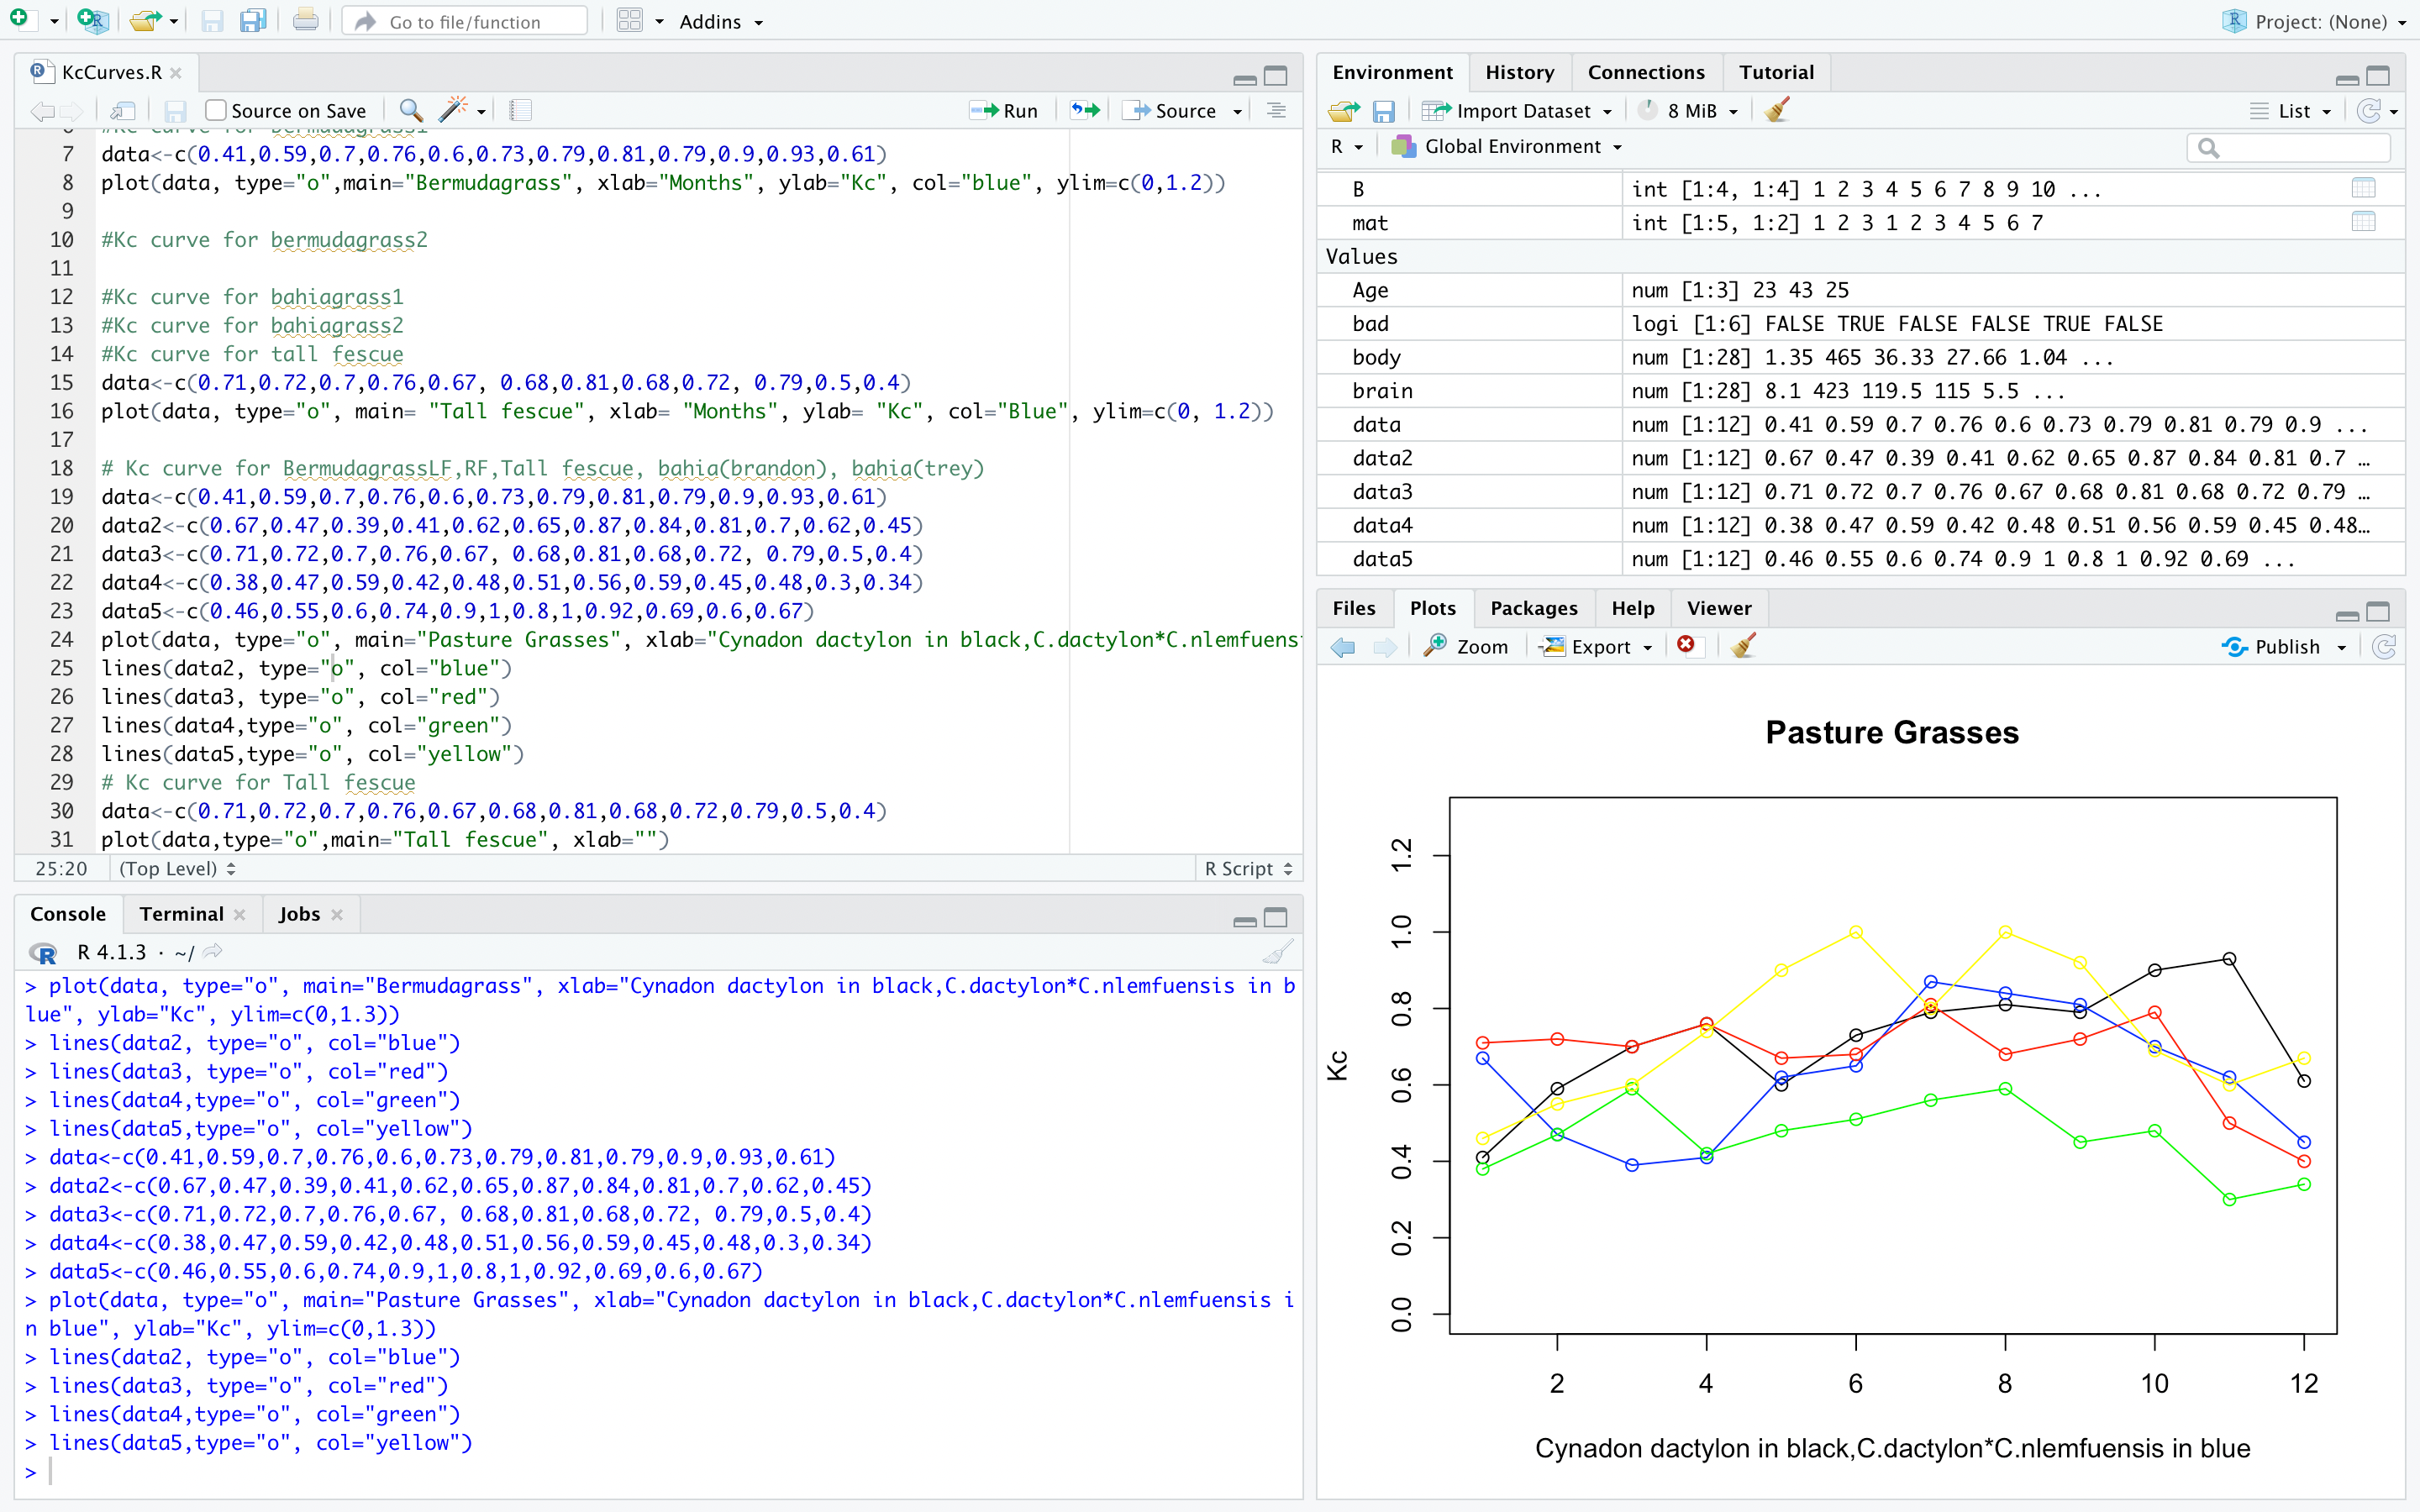 Go to file/function
Addins
Project: (None)
KcCurves.R
Source on Save
Run
Source
6 #Kc curve for bermudagrass1
7 data<-c(0.41,0.59,0.7,0.76,0.6,0.73,0.79,0.81,0.79,0.9,0.93,0.61)
8 plot(data, type="o",main="Bermudagrass", xlab="Months", ylab="Kc", col="blue", ylim=c(0,1.2))
9
10 #Kc curve for bermudagrass2
11
12 #Kc curve for bahiagrass1
13 #Kc curve for bahiagrass2
14 #Kc curve for tall fescue
15 data<-c(0.71,0.72,0.7,0.76,0.67, 0.68,0.81,0.68,0.72, 0.79,0.5,0.4)
16 plot(data, type="o", main= "Tall fescue", xlab= "Months", ylab= "Kc", col="Blue", ylim=c(0, 1.2))
17
18 # Kc curve for BermudagrassLF,RF,Tall fescue, bahia(brandon), bahia(trey)
19 data<-c(0.41,0.59,0.7,0.76,0.6,0.73,0.79,0.81,0.79,0.9,0.93,0.61)
20 data2<-c(0.67,0.47,0.39,0.41,0.62,0.65,0.87,0.84,0.81,0.7,0.62,0.45)
21 data3<-c(0.71,0.72,0.7,0.76,0.67, 0.68,0.81,0.68,0.72, 0.79,0.5,0.4)
22 data4<-c(0.38,0.47,0.59,0.42,0.48,0.51,0.56,0.59,0.45,0.48,0.3,0.34)
23 data5<-c(0.46,0.55,0.6,0.74,0.9,1,0.8,1,0.92,0.69,0.6,0.67)
24 plot(data, type="o", main="Pasture Grasses", xlab="Cynadon dactylon in black,C.dactylon*C.nlemfuens
25 lines(data2, type="o", col="blue")
26 lines(data3, type="o", col="red")
27 lines(data4,type="o", col="green")
28 lines(data5,type="o", col="yellow")
29 # Kc curve for Tall fescue
30 data<-c(0.71,0.72,0.7,0.76,0.67,0.68,0.81,0.68,0.72,0.79,0.5,0.4)
31 plot(data,type="o",main="Tall fescue", xlab="")
25:20 (Top Level) R Script
Console Terminal Jobs
R 4.1.3 · ~/
> plot(data, type="o", main="Bermudagrass", xlab="Cynadon dactylon in black,C.dactylon*C.nlemfuensis in b
lue", ylab="Kc", ylim=c(0,1.3))
> lines(data2, type="o", col="blue")
> lines(data3, type="o", col="red")
> lines(data4,type="o", col="green")
> lines(data5,type="o", col="yellow")
> data<-c(0.41,0.59,0.7,0.76,0.6,0.73,0.79,0.81,0.79,0.9,0.93,0.61)
> data2<-c(0.67,0.47,0.39,0.41,0.62,0.65,0.87,0.84,0.81,0.7,0.62,0.45)
> data3<-c(0.71,0.72,0.7,0.76,0.67, 0.68,0.81,0.68,0.72, 0.79,0.5,0.4)
> data4<-c(0.38,0.47,0.59,0.42,0.48,0.51,0.56,0.59,0.45,0.48,0.3,0.34)
> data5<-c(0.46,0.55,0.6,0.74,0.9,1,0.8,1,0.92,0.69,0.6,0.67)
> plot(data, type="o", main="Pasture Grasses", xlab="Cynadon dactylon in black,C.dactylon*C.nlemfuensis i
n blue", ylab="Kc", ylim=c(0,1.3))
> lines(data2, type="o", col="blue")
> lines(data3, type="o", col="red")
> lines(data4,type="o", col="green")
> lines(data5,type="o", col="yellow")
>
Environment History Connections Tutorial
Import Dataset 8 MiB List
R Global Environment
B int [1:4, 1:4] 1 2 3 4 5 6 7 8 9 10 ...
mat int [1:5, 1:2] 1 2 3 1 2 3 4 5 6 7
Values
Age num [1:3] 23 43 25
bad logi [1:6] FALSE TRUE FALSE FALSE TRUE FALSE
body num [1:28] 1.35 465 36.33 27.66 1.04 ...
brain num [1:28] 8.1 423 119.5 115 5.5 ...
data num [1:12] 0.41 0.59 0.7 0.76 0.6 0.73 0.79 0.81 0.79 0.9 ...
data2 num [1:12] 0.67 0.47 0.39 0.41 0.62 0.65 0.87 0.84 0.81 0.7 …
data3 num [1:12] 0.71 0.72 0.7 0.76 0.67 0.68 0.81 0.68 0.72 0.79 …
data4 num [1:12] 0.38 0.47 0.59 0.42 0.48 0.51 0.56 0.59 0.45 0.48…
data5 num [1:12] 0.46 0.55 0.6 0.74 0.9 1 0.8 1 0.92 0.69 ...
Files Plots Packages Help Viewer
Zoom Export Publish
Pasture Grasses
1.2
1.0
0.8
0.6
0.4
0.2
0.0
Kc
2 4 6 8 10 12
Cynadon dactylon in black,C.dactylon*C.nlemfuensis in blue